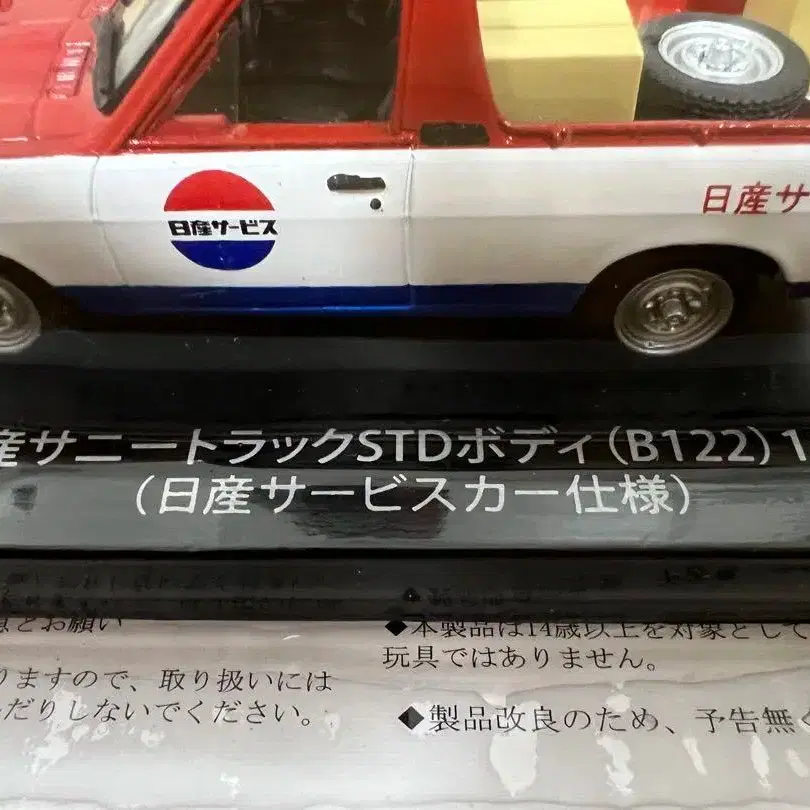 日産サービス
日産サ
産サニートラックSTDボディ(B122)1
(日産サービスカー仕様)
とお願い
りますので、取り扱いには
だりしないでください。
◆本製品は14歳以上を対象として
玩具ではありません。
◆製品改良のため、予告無く